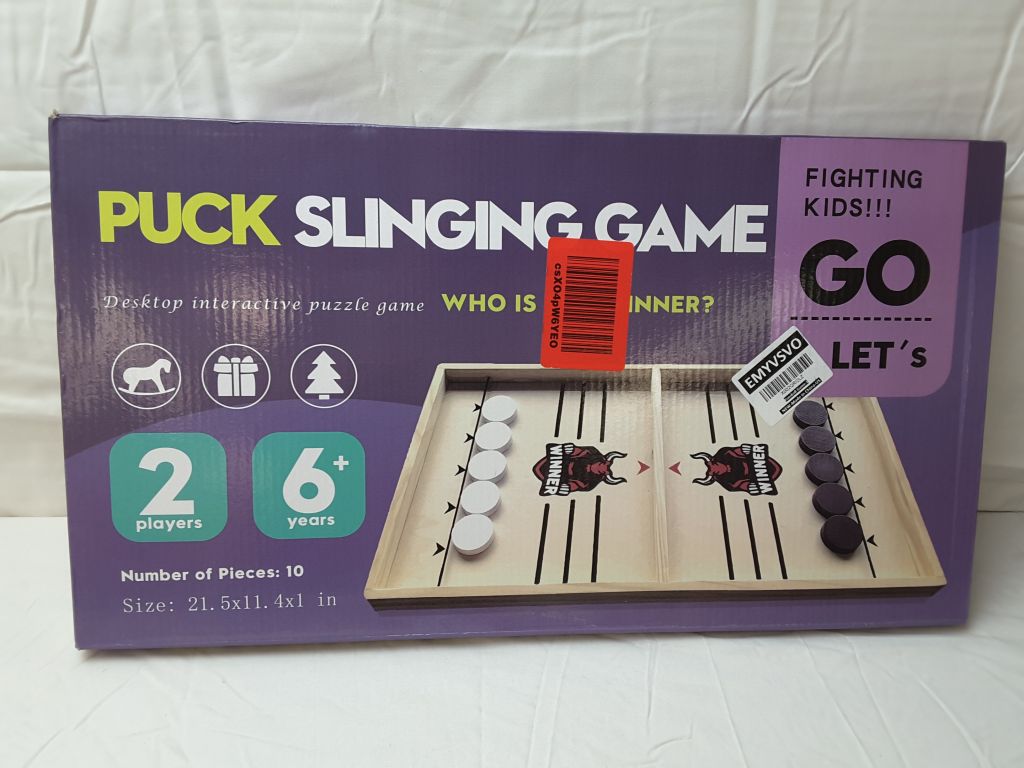 PUCK SLINGING GAME
Desktop interactive puzzle game WHO IS INNER?
csXO4pW6YEO
2
players
6+
years
Number of Pieces: 10
Size: 21.5x11.4x1 in
FIGHTING
KIDS!!!
GO
LET's
EMYVSVO
WINNER
WINNER